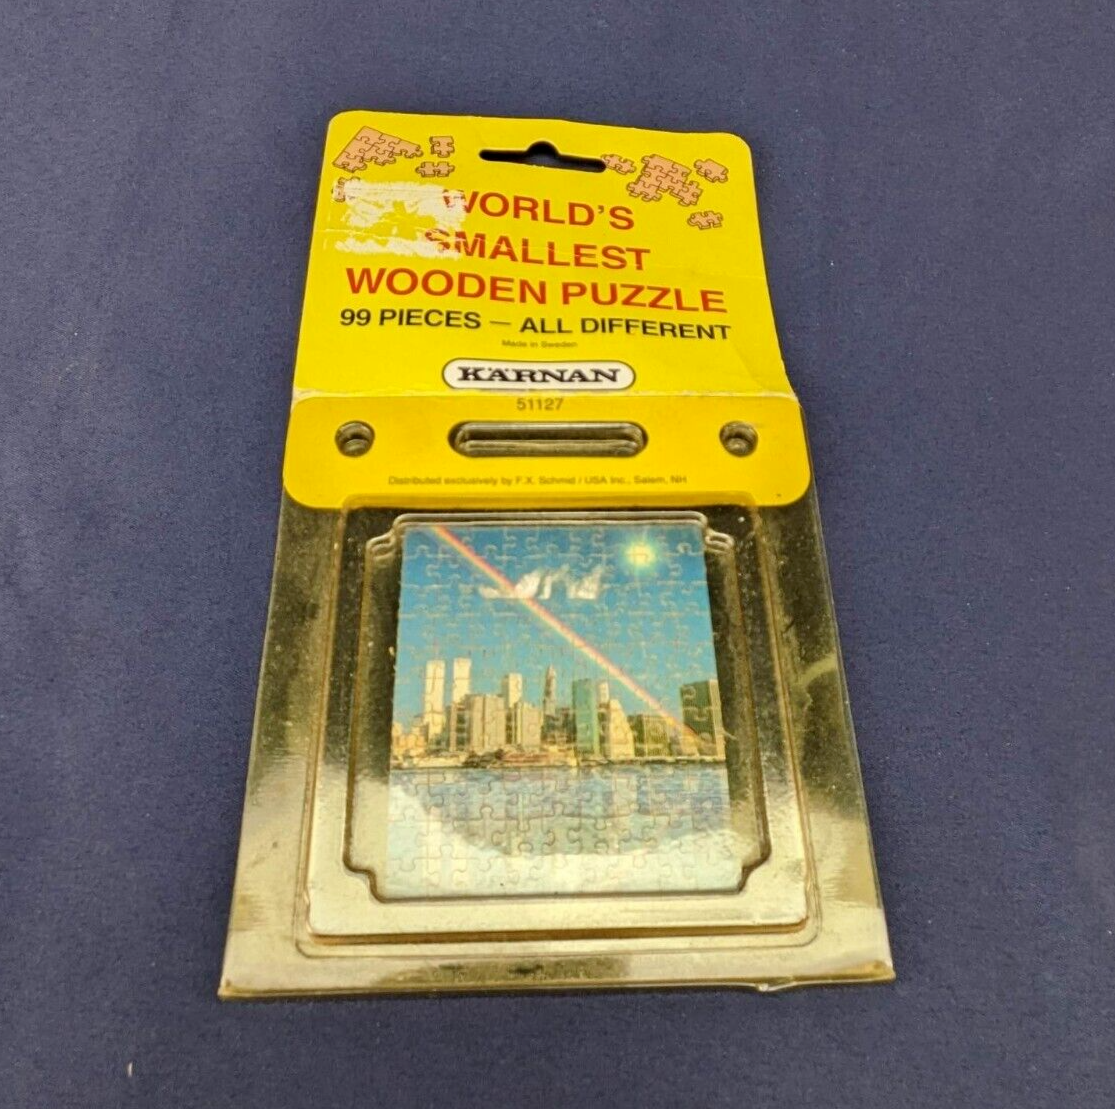 WORLD'S
SMALLEST
WOODEN PUZZLE
99 PIECES — ALL DIFFERENT
Made in Sweden
KÄRNAN
51127
Distributed exclusively by F.X. Schmid / USA Inc., Salem, NH